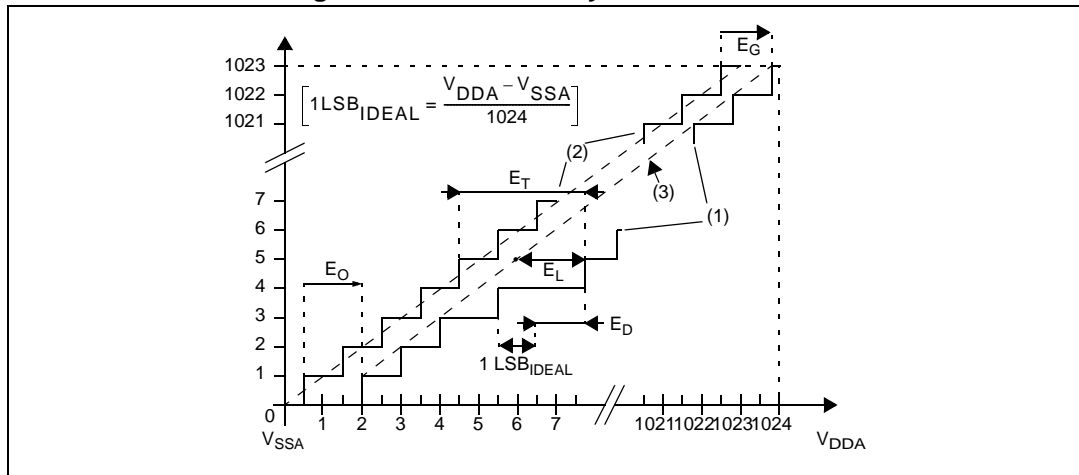 E_G
1023
1022
1021
[1LSB_IDEAL = (V_DDA – V_SSA) / 1024]
(2)
(3)
(1)
E_T
7
6
5
4
3
2
1
0
E_O
E_L
E_D
1 LSB_IDEAL
1 2 3 4 5 6 7 1021 1022 1023 1024
V_SSA
V_DDA